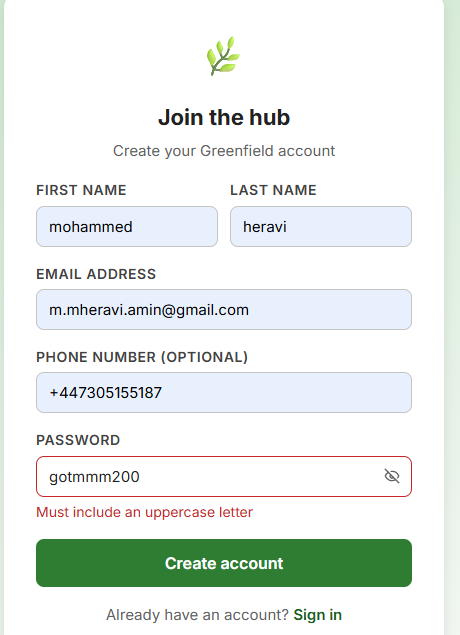 Join the hub
Create your Greenfield account
FIRST NAME LAST NAME
mohammed heravi
EMAIL ADDRESS
m.mheravi.amin@gmail.com
PHONE NUMBER (OPTIONAL)
+447305155187
PASSWORD
gotmmm200
Must include an uppercase letter
Create account
Already have an account? Sign in